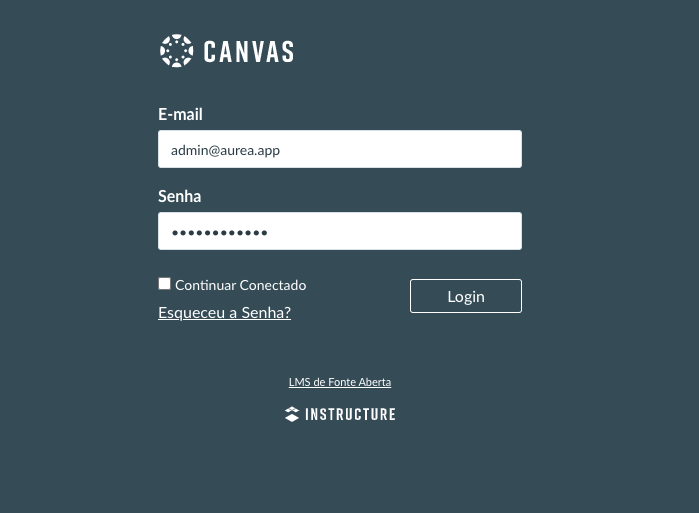 CANVAS
E-mail
admin@aurea.app
Senha
••••••••••••
Continuar Conectado
Login
Esqueceu a Senha?
LMS de Fonte Aberta
INSTRUCTURE